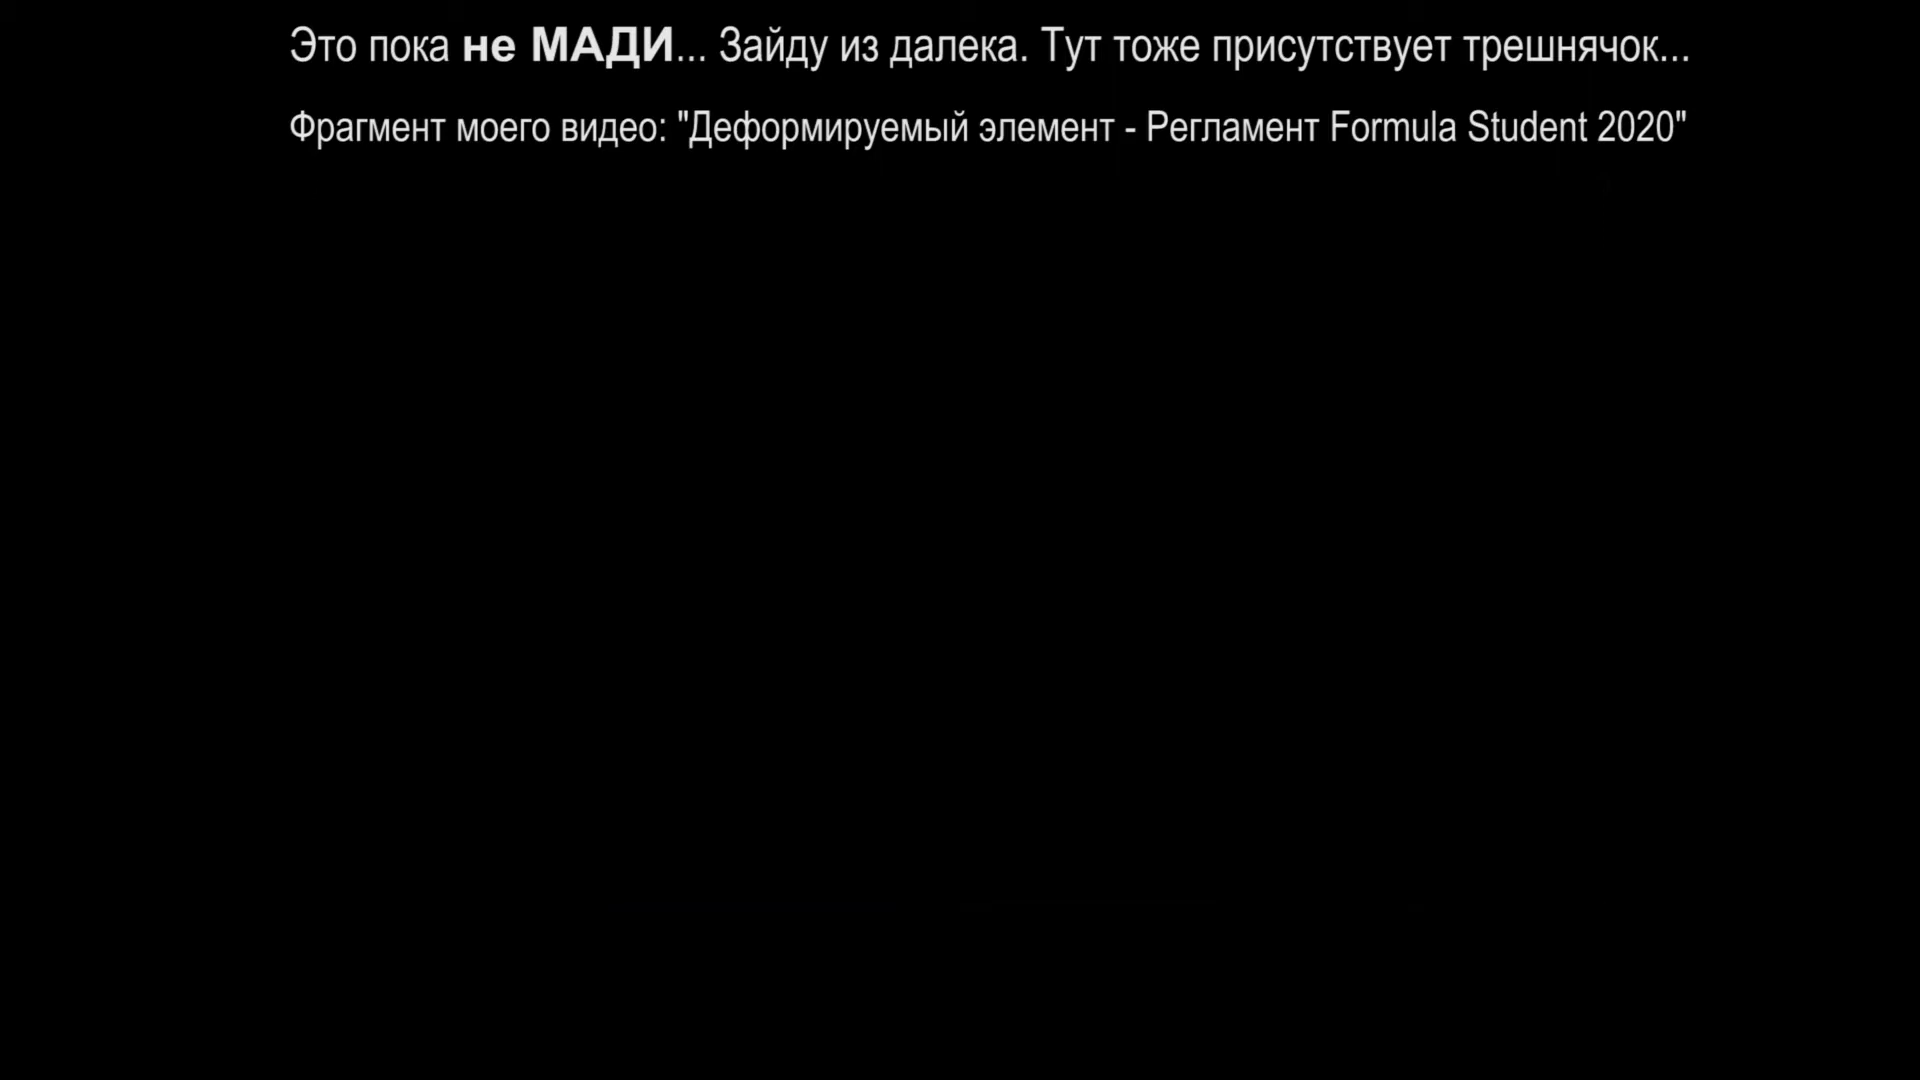 Это пока не МАДИ... Зайду из далека. Тут тоже присутствует трешнячок...
Фрагмент моего видео: "Деформируемый элемент - Регламент Formula Student 2020"